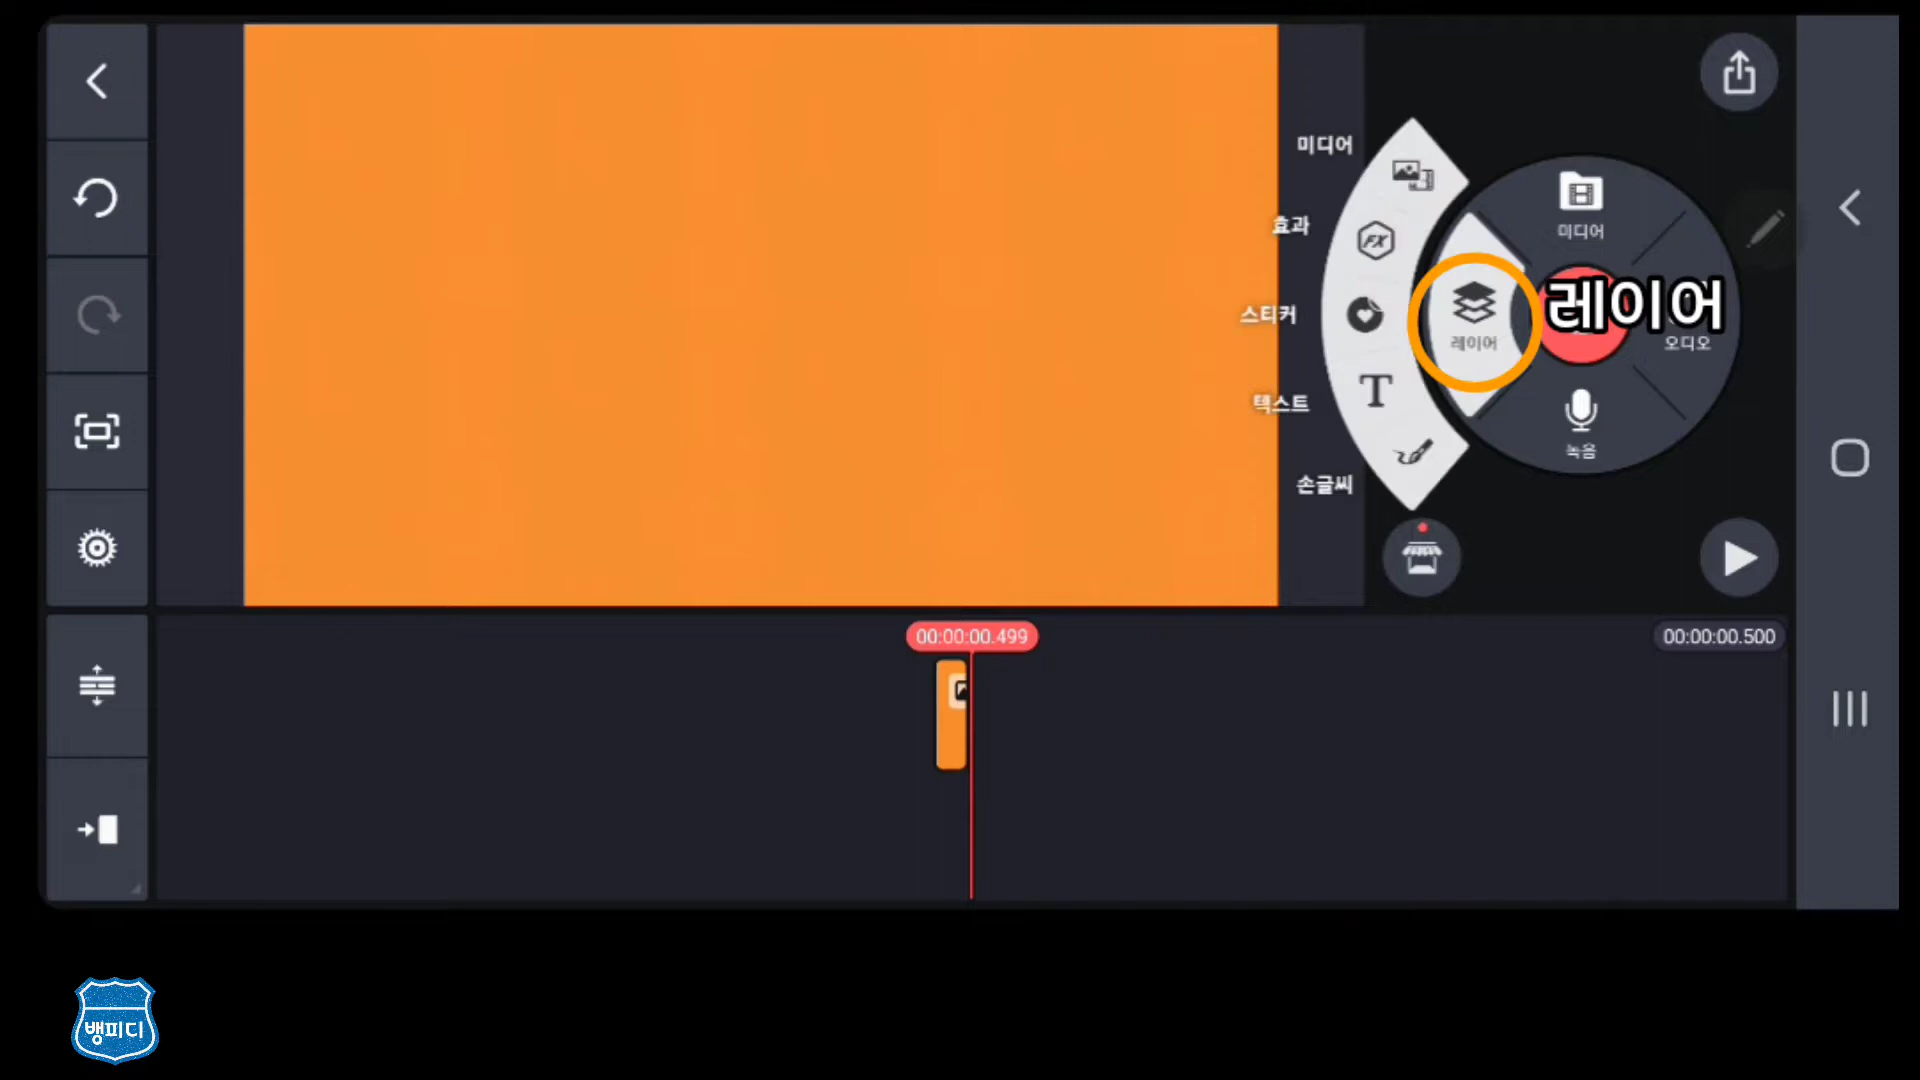 미디어
효과
스티커
텍스트
손글씨
FX
T
미디어
레이어
레이어
오디오
녹음
00:00:00.499
00:00:00.500
뱅피디